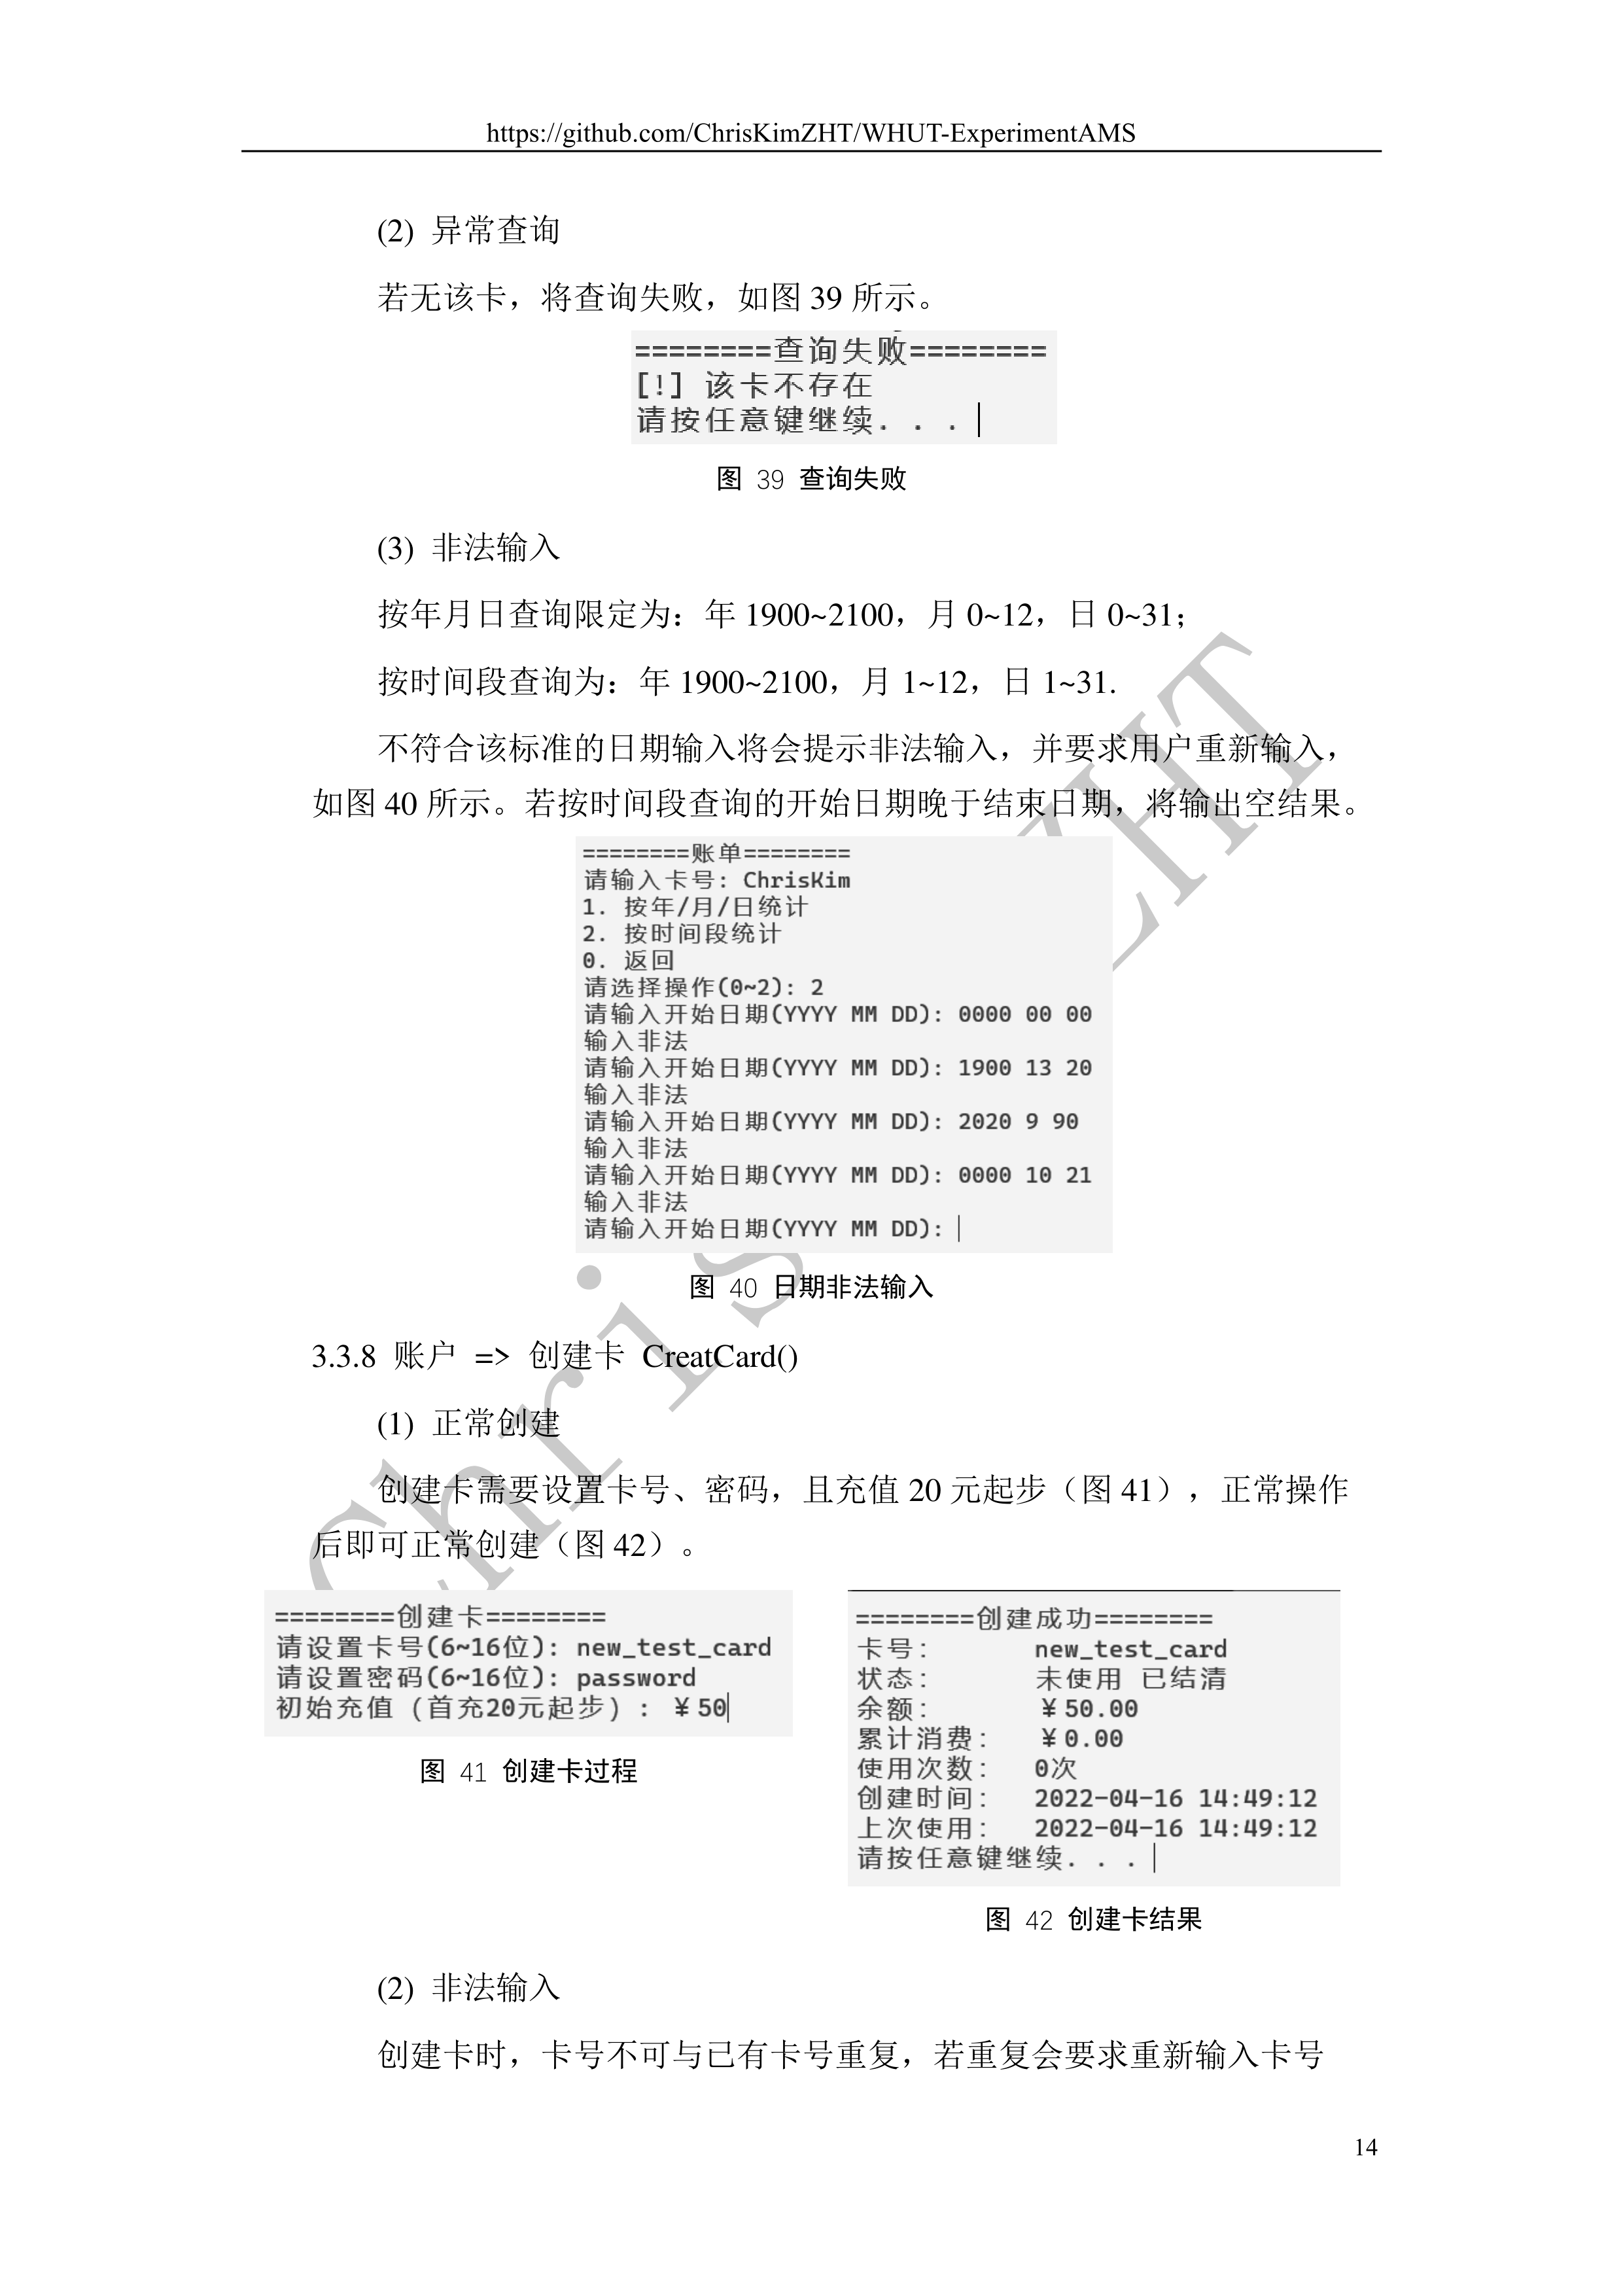 https://github.com/ChrisKimZHT/WHUT-ExperimentAMS
(2) 异常查询
若无该卡，将查询失败，如图 39 所示。
========查询失败========
[!] 该卡不存在
请按任意键继续. . .
图 39 查询失败
(3) 非法输入
按年月日查询限定为：年 1900~2100，月 0~12，日 0~31；
按时间段查询为：年 1900~2100，月 1~12，日 1~31.
不符合该标准的日期输入将会提示非法输入，并要求用户重新输入，
如图 40 所示。若按时间段查询的开始日期晚于结束日期，将输出空结果。
========账单========
请输入卡号: ChrisKim
1. 按年/月/日统计
2. 按时间段统计
0. 返回
请选择操作(0~2): 2
请输入开始日期(YYYY MM DD): 0000 00 00
输入非法
请输入开始日期(YYYY MM DD): 1900 13 20
输入非法
请输入开始日期(YYYY MM DD): 2020 9 90
输入非法
请输入开始日期(YYYY MM DD): 0000 10 21
输入非法
请输入开始日期(YYYY MM DD):
图 40 日期非法输入
3.3.8 账户 => 创建卡 CreatCard()
(1) 正常创建
创建卡需要设置卡号、密码，且充值 20 元起步（图 41），正常操作
后即可正常创建（图 42）。
========创建卡========
请设置卡号(6~16位): new_test_card
请设置密码(6~16位): password
初始充值（首充20元起步）: ￥50
图 41 创建卡过程
========创建成功========
卡号: new_test_card
状态: 未使用 已结清
余额: ￥50.00
累计消费: ￥0.00
使用次数: 0次
创建时间: 2022-04-16 14:49:12
上次使用: 2022-04-16 14:49:12
请按任意键继续. . .
图 42 创建卡结果
(2) 非法输入
创建卡时，卡号不可与已有卡号重复，若重复会要求重新输入卡号
14